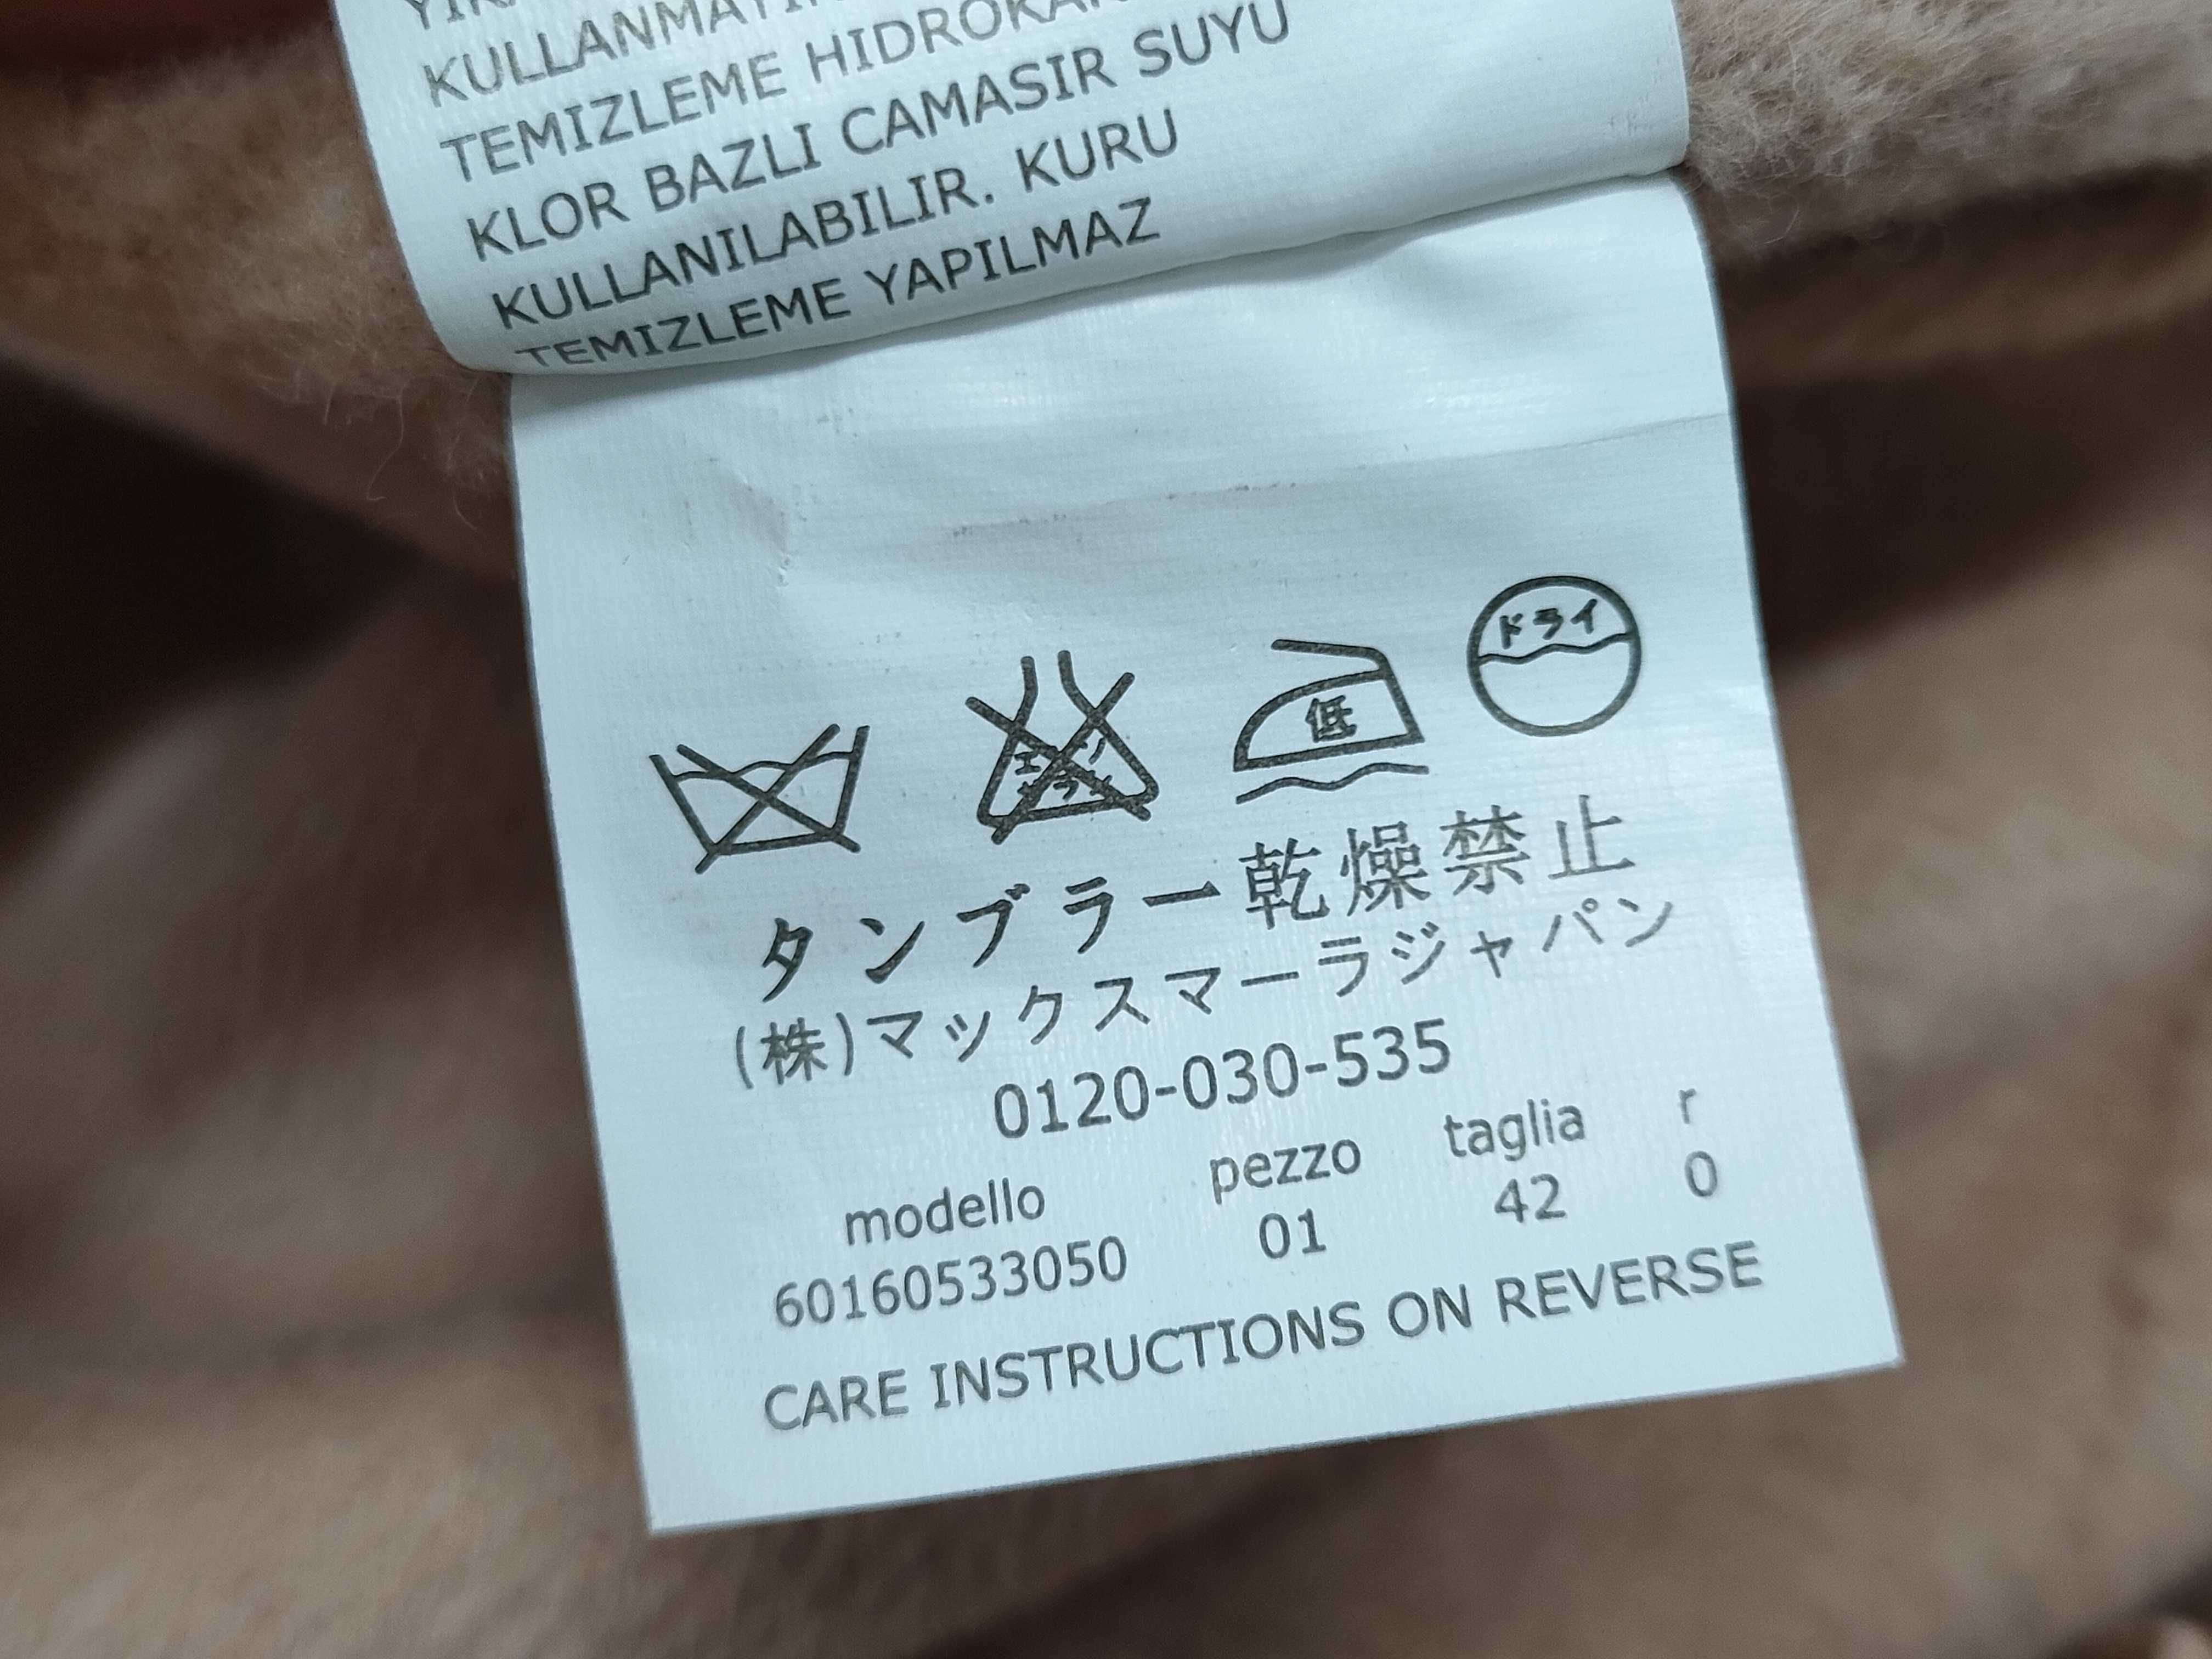 KULLANMAYIN
TEMIZLEME
KLOR BAZLI CAMASIR SUYU
KULLANILABILIR. KURU
TEMIZLEME YAPILMAZ
低
ドライ
タンブラー乾燥禁止
(株)マックスマーラジャパン
0120-030-535
modello pezzo taglia r
60160533050 01 42 0
CARE INSTRUCTIONS ON REVERSE